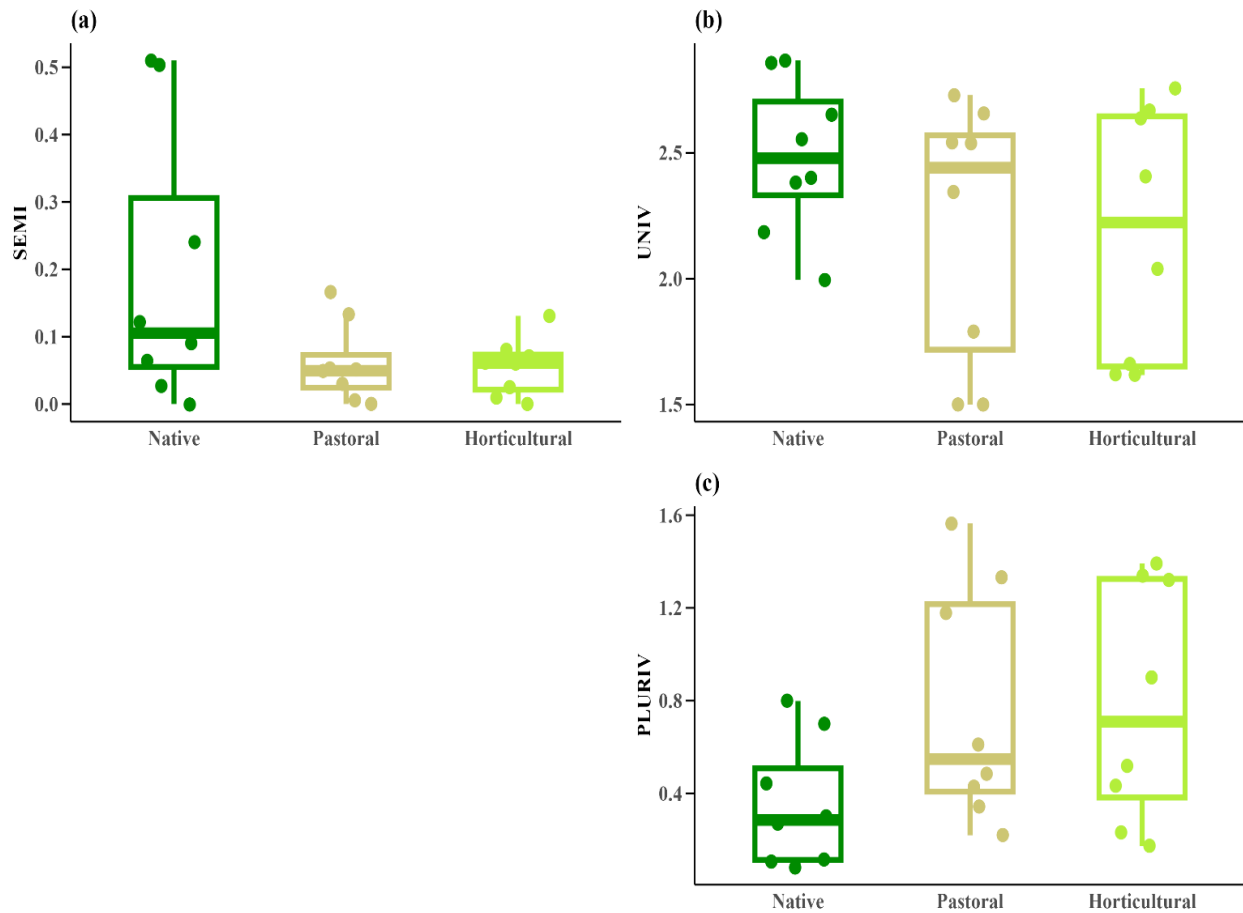 (a)
SEMI
0.5
0.4
0.3
0.2
0.1
0.0
Native Pastoral Horticultural
(b)
UNIV
2.5
2.0
1.5
Native Pastoral Horticultural
(c)
PLURIV
1.6
1.2
0.8
0.4
Native Pastoral Horticultural